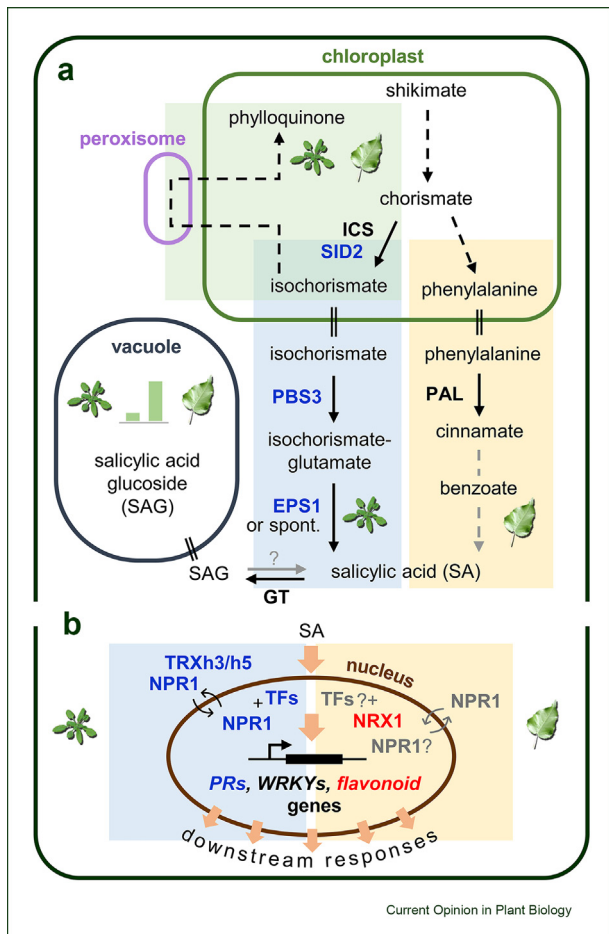 a
chloroplast
shikimate
phylloquinone
peroxisome
chorismate
ICS
SID2
isochorismate
phenylalanine
vacuole
isochorismate
phenylalanine
PBS3
PAL
cinnamate
isochorismate-
glutamate
salicylic acid
glucoside
(SAG)
benzoate
EPS1
or spont.
?
SAG
salicylic acid (SA)
GT
b
SA
TRXh3/h5
nucleus
NPR1
+TFs
TFs?+
NPR1
NPR1
NRX1
NPR1?
PRs, WRKYs, flavonoid
genes
downstream responses
Current Opinion in Plant Biology